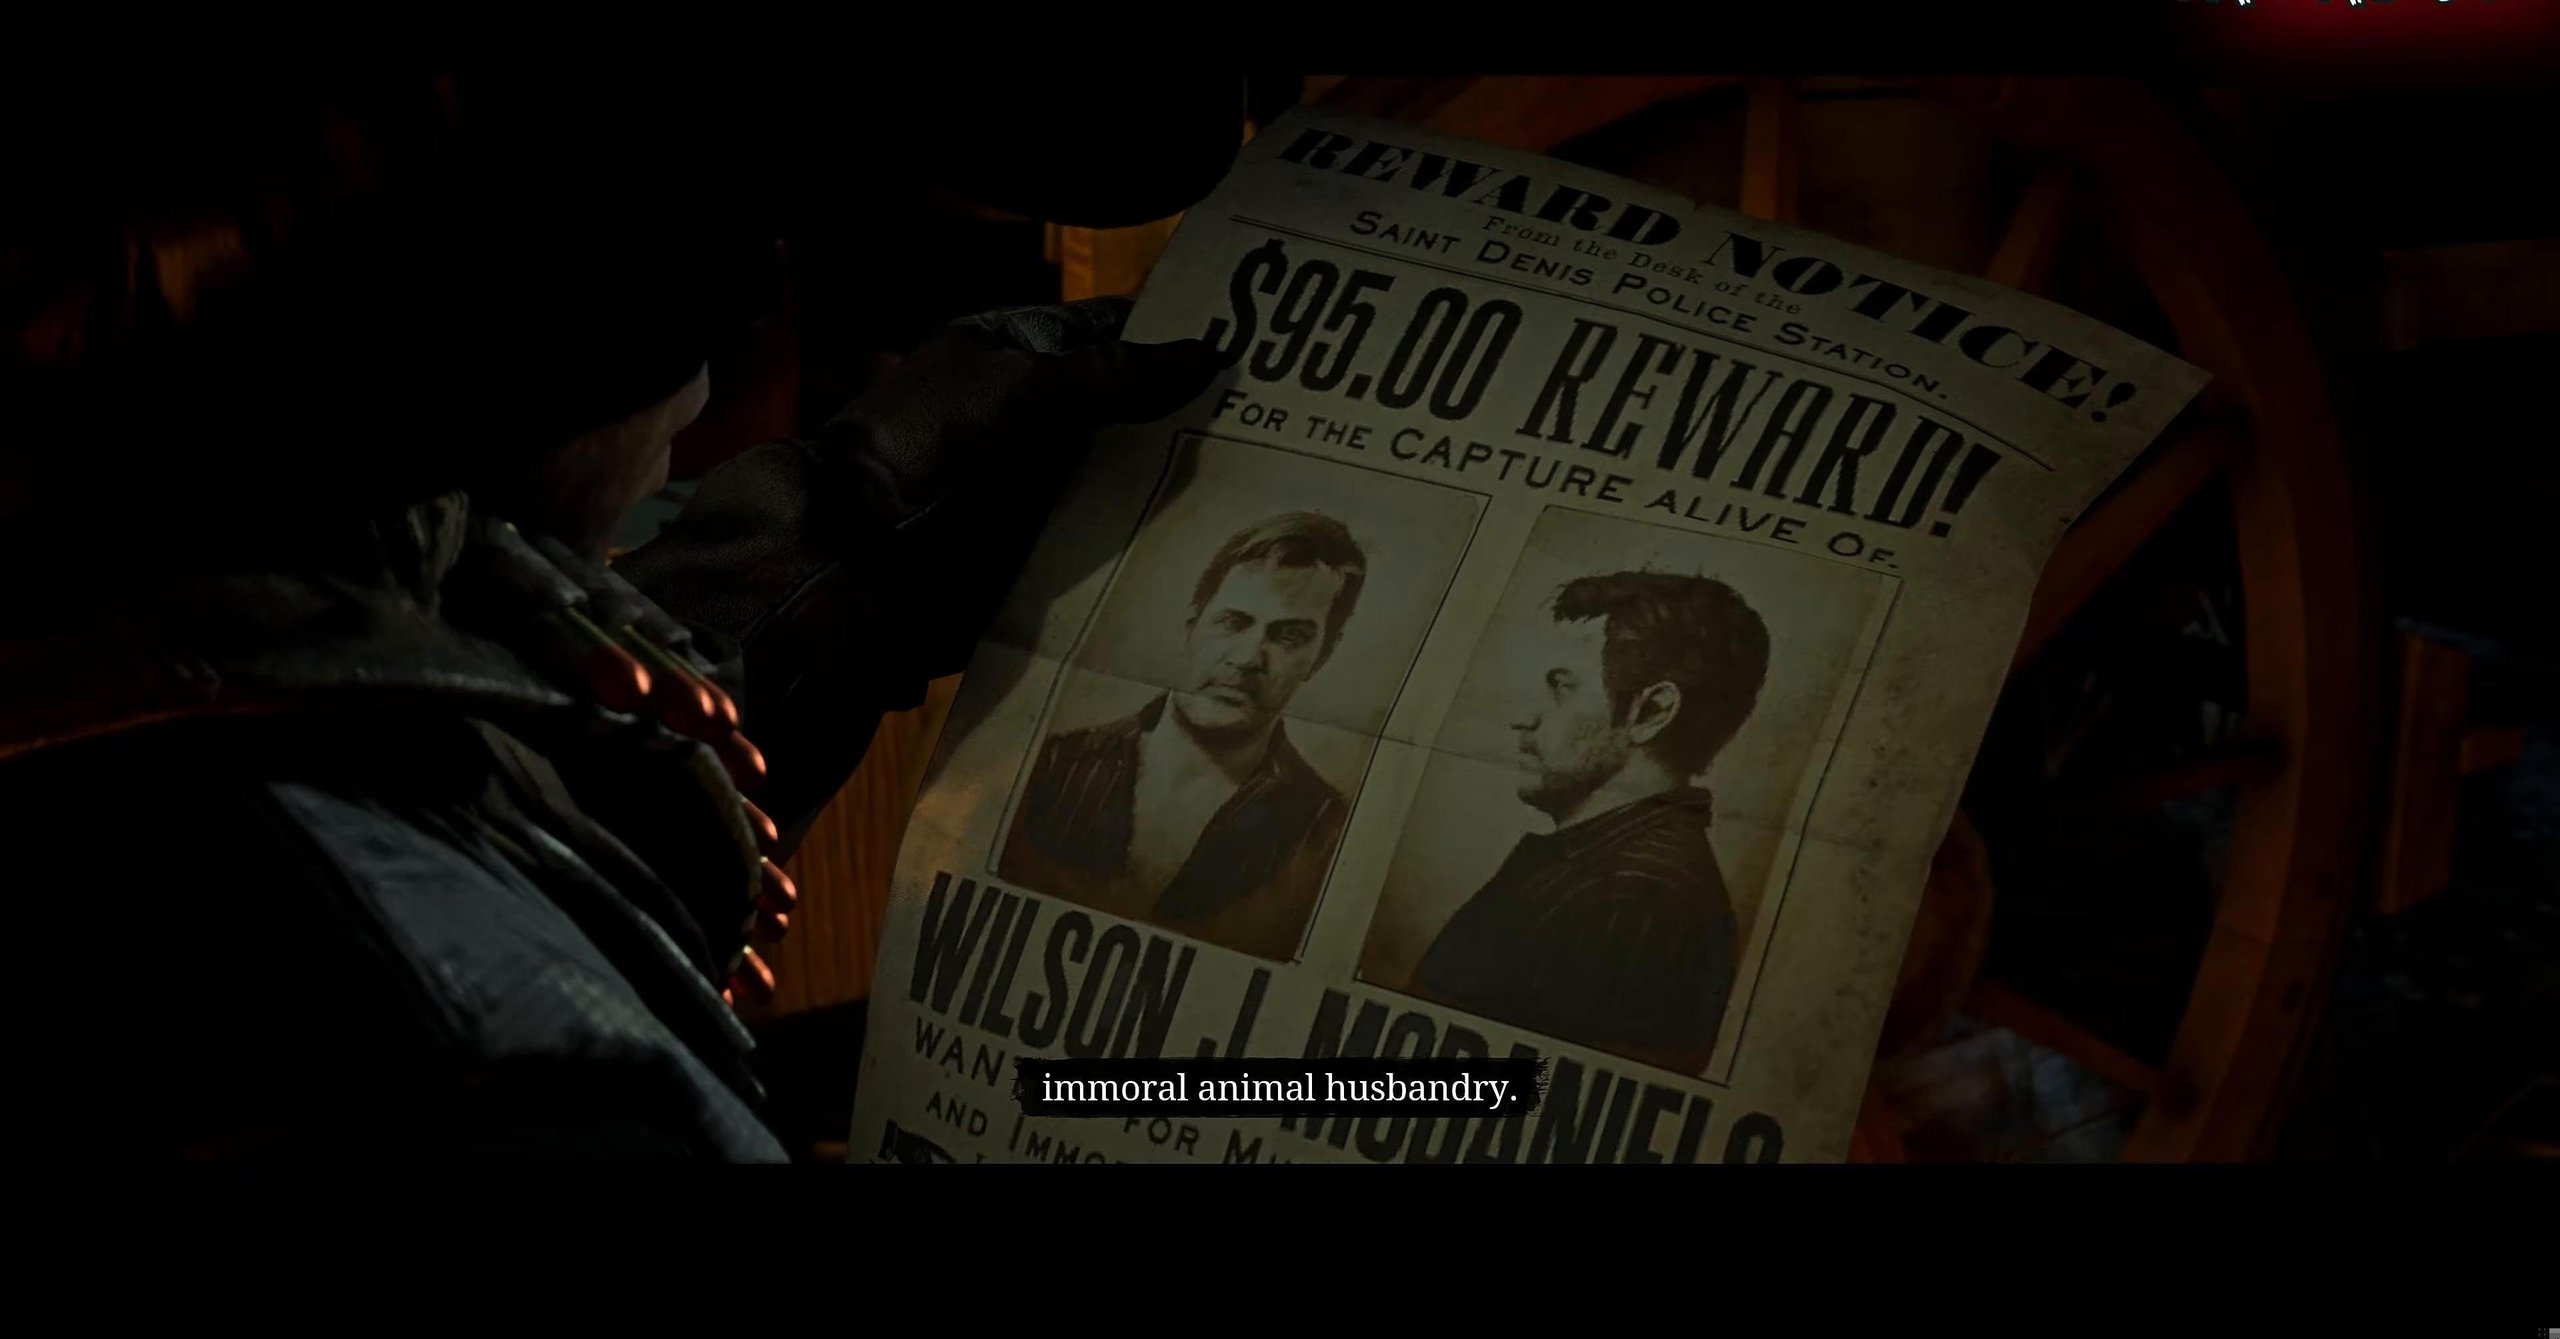 REWARD NOTICE!
From the Desk of the
SAINT DENIS POLICE STATION.
$95.00 REWARD!
FOR THE CAPTURE ALIVE OF.
WILSON J. MCDANIELS
immoral animal husbandry.
FOR
AND